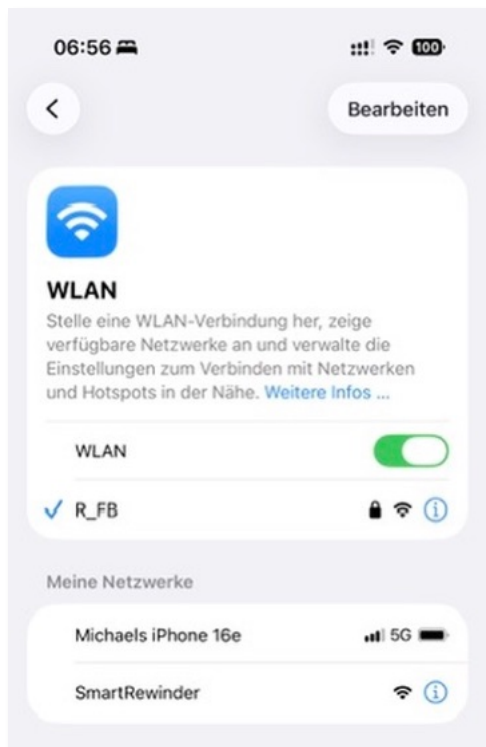 06:56
100
Bearbeiten
WLAN
Stelle eine WLAN-Verbindung her, zeige
verfügbare Netzwerke an und verwalte die
Einstellungen zum Verbinden mit Netzwerken
und Hotspots in der Nähe. Weitere Infos ...
WLAN
R_FB
Meine Netzwerke
Michaels iPhone 16e 5G
SmartRewinder